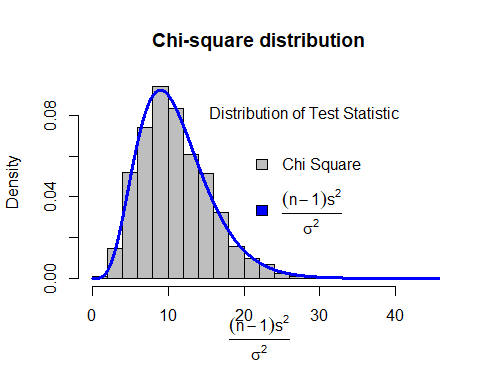 Chi-square distribution
Distribution of Test Statistic
Chi Square
(n−1)s²
σ²
Density
0.00
0.04
0.08
0 10 20 30 40
(n−1)s²
σ²